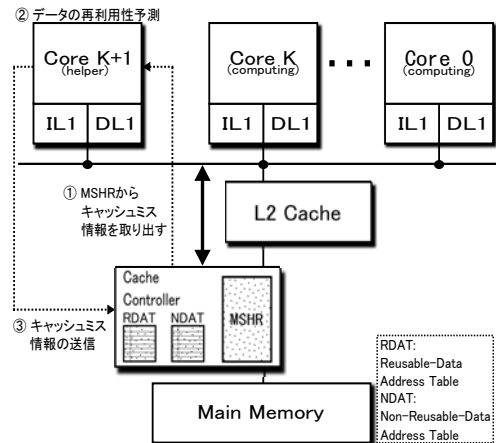 ② データの再利用性予測
Core K+1
(helper)
IL1
DL1
Core K
(computing)
IL1
DL1
Core 0
(computing)
IL1
DL1
① MSHRから
キャッシュミス
情報を取り出す
L2 Cache
Cache
Controller
RDAT
NDAT
MSHR
③ キャッシュミス
情報の送信
Main Memory
RDAT:
Reusable-Data
Address Table
NDAT:
Non-Reusable-Data
Address Table